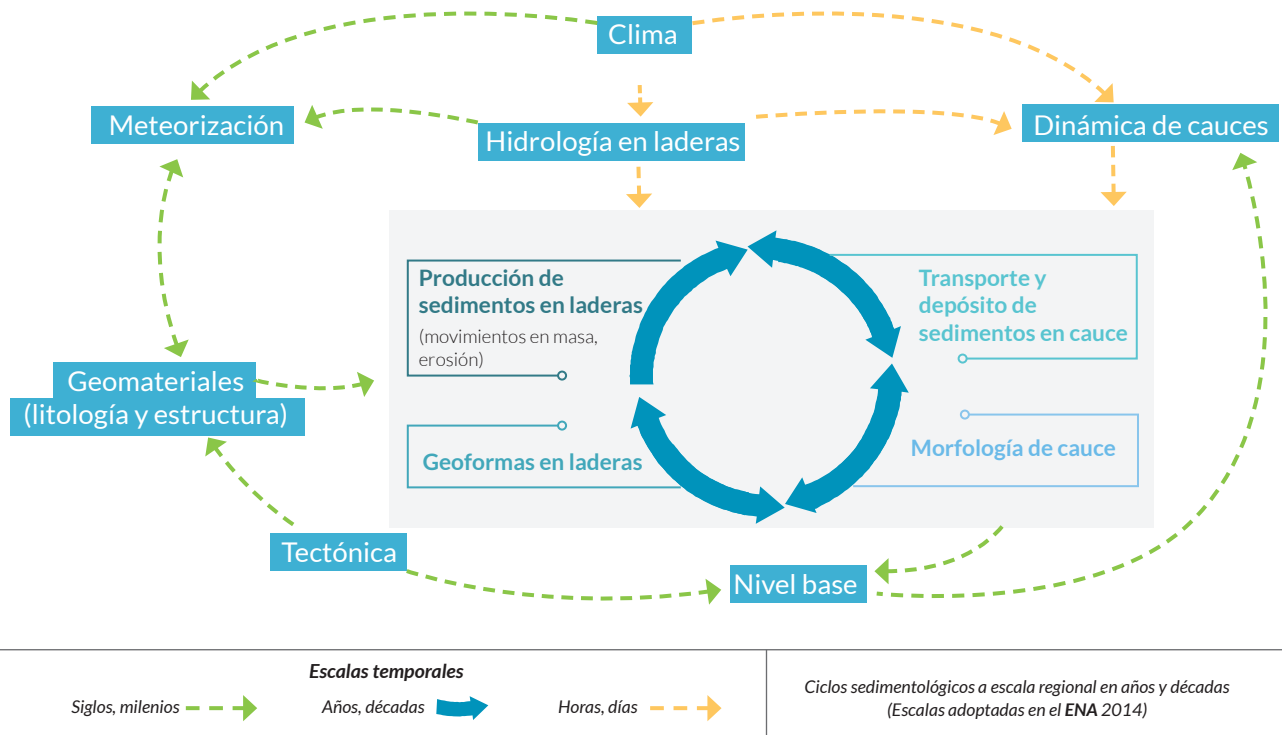 Clima
Meteorización
Hidrología en laderas
Dinámica de cauces
Producción de
sedimentos en laderas
(movimientos en masa,
erosión)
Transporte y
depósito de
sedimentos en cauce
Geomateriales
(litología y estructura)
Geoformas en laderas
Morfología de cauce
Tectónica
Nivel base
Escalas temporales
Siglos, milenios
Años, décadas
Horas, días
Ciclos sedimentológicos a escala regional en años y décadas
(Escalas adoptadas en el ENA 2014)